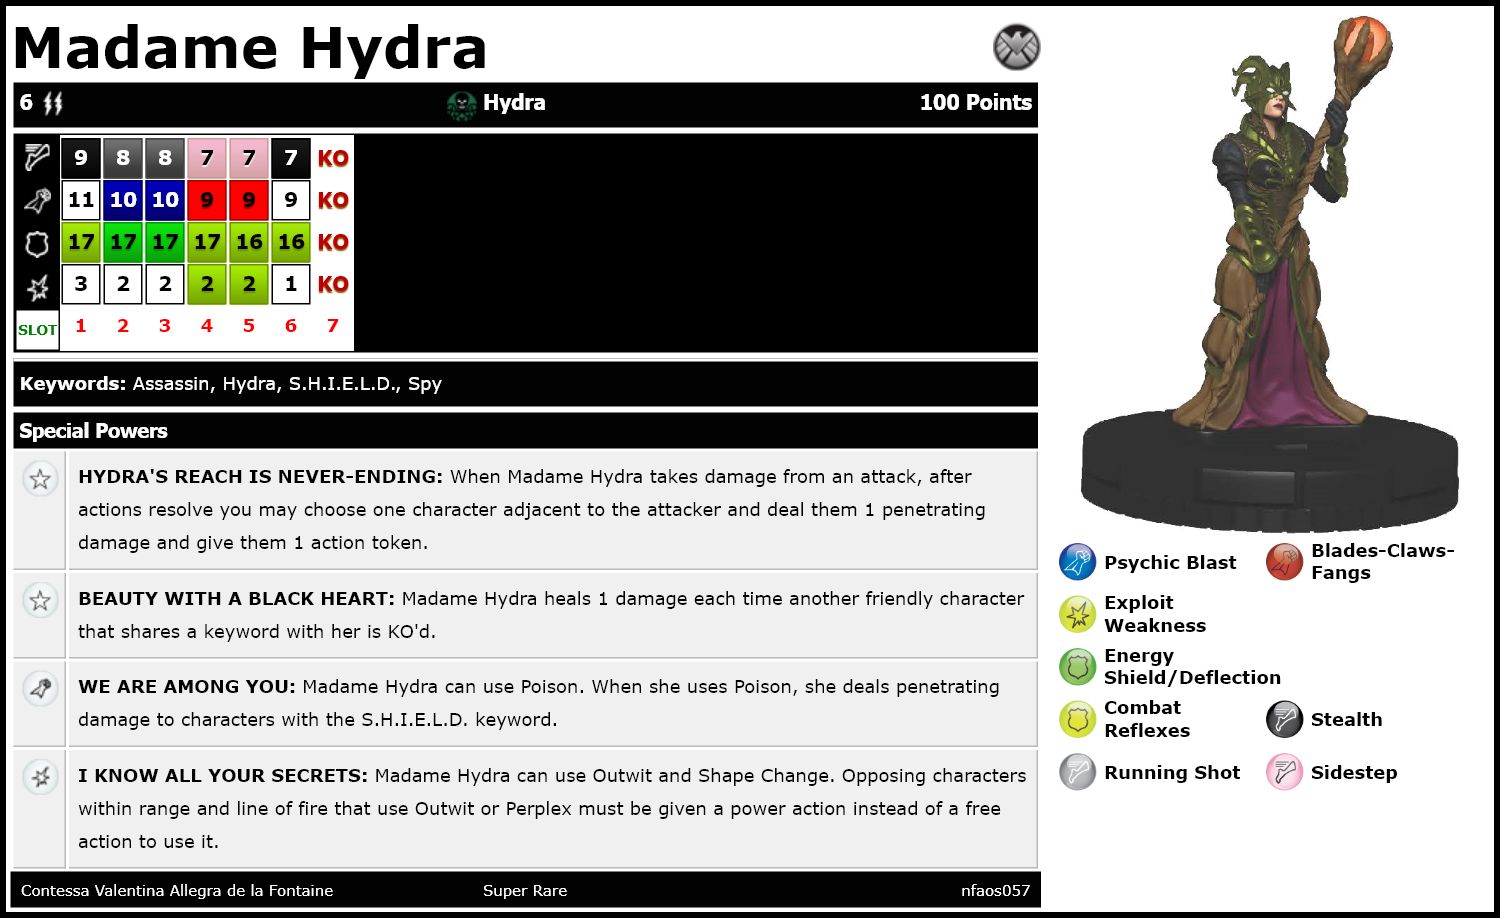 Madame Hydra
6 Hydra 100 Points
9 8 8 7 7 7 KO
11 10 10 9 9 9 KO
17 17 17 17 16 16 KO
3 2 2 2 2 1 KO
SLOT 1 2 3 4 5 6 7
Keywords: Assassin, Hydra, S.H.I.E.L.D., Spy
Special Powers
HYDRA'S REACH IS NEVER-ENDING: When Madame Hydra takes damage from an attack, after
actions resolve you may choose one character adjacent to the attacker and deal them 1 penetrating
damage and give them 1 action token.
BEAUTY WITH A BLACK HEART: Madame Hydra heals 1 damage each time another friendly character
that shares a keyword with her is KO'd.
WE ARE AMONG YOU: Madame Hydra can use Poison. When she uses Poison, she deals penetrating
damage to characters with the S.H.I.E.L.D. keyword.
I KNOW ALL YOUR SECRETS: Madame Hydra can use Outwit and Shape Change. Opposing characters
within range and line of fire that use Outwit or Perplex must be given a power action instead of a free
action to use it.
Contessa Valentina Allegra de la Fontaine Super Rare nfaos057
Psychic Blast
Blades-Claws-
Fangs
Exploit
Weakness
Energy
Shield/Deflection
Combat
Reflexes
Stealth
Running Shot
Sidestep